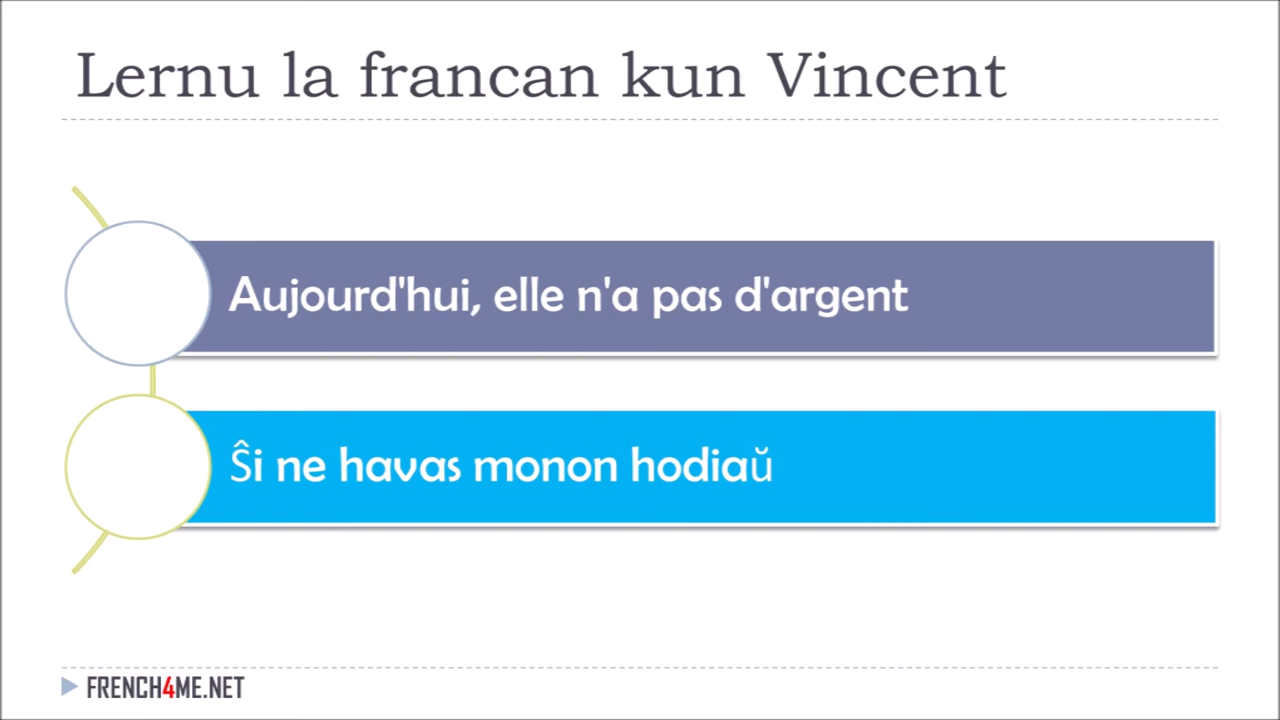 Lernu la francan kun Vincent
Aujourd'hui, elle n'a pas d'argent
Ŝi ne havas monon hodiaŭ
FRENCH4ME.NET